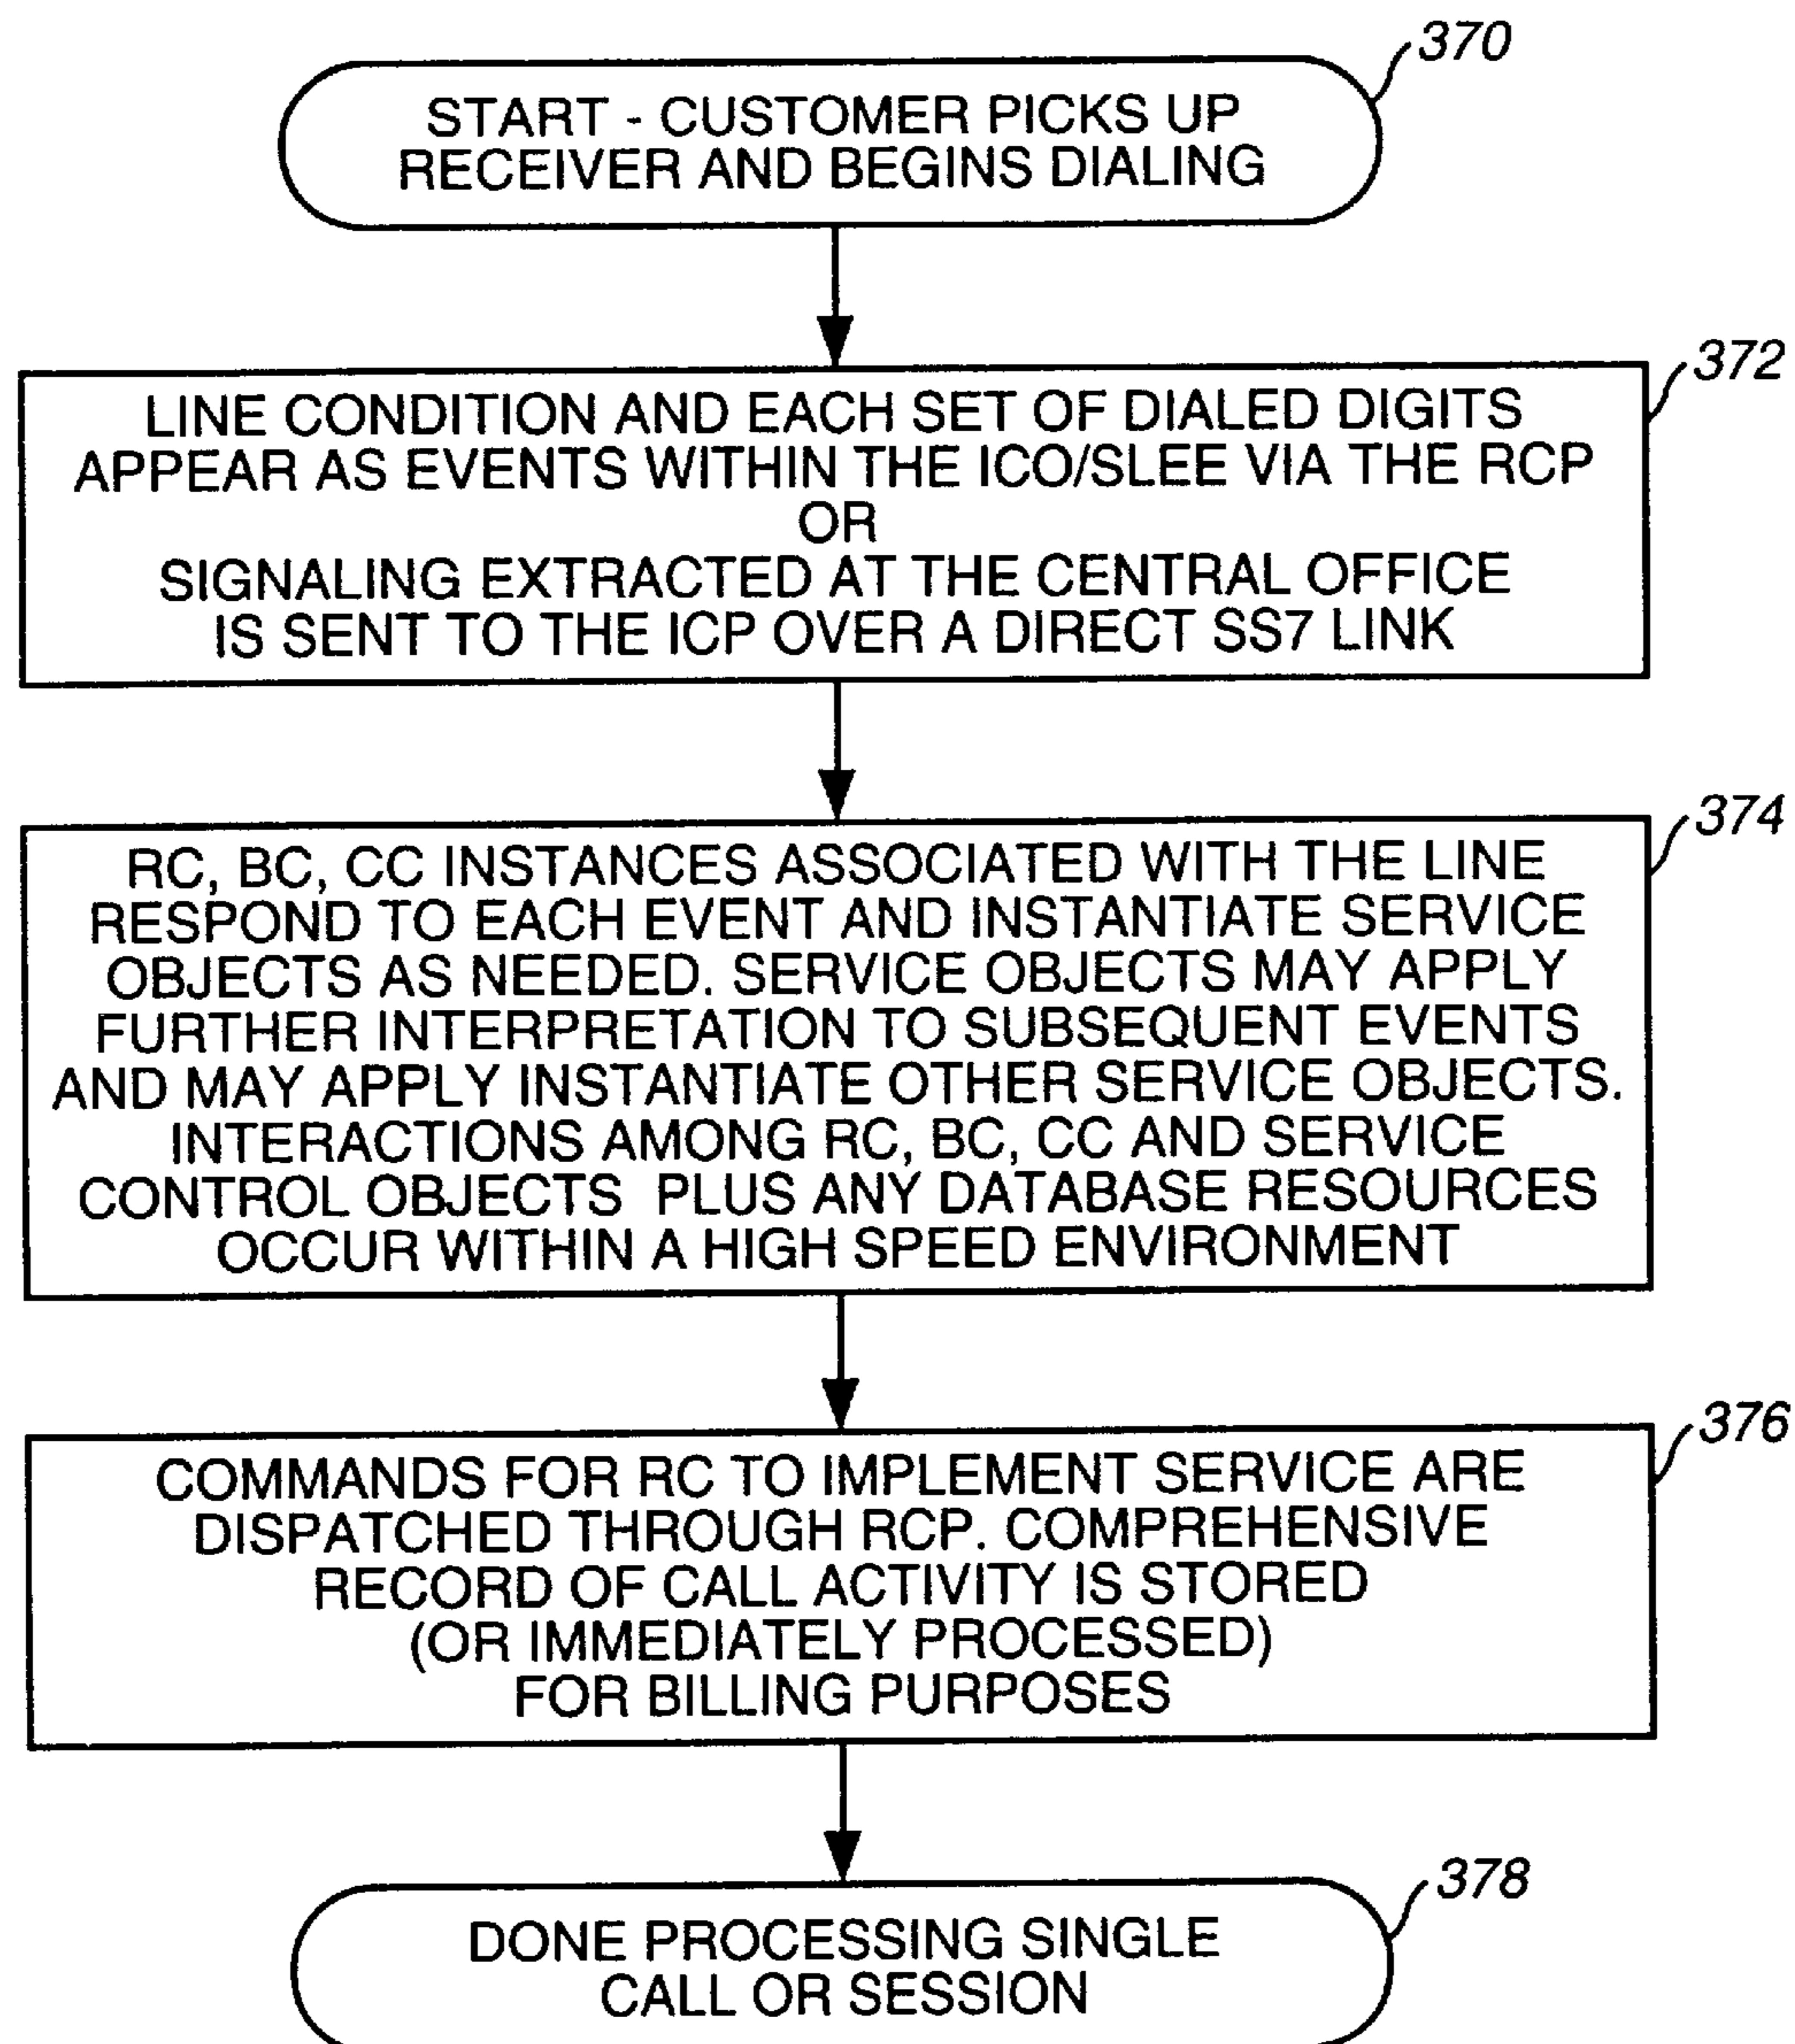 370
START - CUSTOMER PICKS UP
RECEIVER AND BEGINS DIALING
372
LINE CONDITION AND EACH SET OF DIALED DIGITS
APPEAR AS EVENTS WITHIN THE ICO/SLEE VIA THE RCP
OR
SIGNALING EXTRACTED AT THE CENTRAL OFFICE
IS SENT TO THE ICP OVER A DIRECT SS7 LINK
374
RC, BC, CC INSTANCES ASSOCIATED WITH THE LINE
RESPOND TO EACH EVENT AND INSTANTIATE SERVICE
OBJECTS AS NEEDED. SERVICE OBJECTS MAY APPLY
FURTHER INTERPRETATION TO SUBSEQUENT EVENTS
AND MAY APPLY INSTANTIATE OTHER SERVICE OBJECTS.
INTERACTIONS AMONG RC, BC, CC AND SERVICE
CONTROL OBJECTS PLUS ANY DATABASE RESOURCES
OCCUR WITHIN A HIGH SPEED ENVIRONMENT
376
COMMANDS FOR RC TO IMPLEMENT SERVICE ARE
DISPATCHED THROUGH RCP. COMPREHENSIVE
RECORD OF CALL ACTIVITY IS STORED
(OR IMMEDIATELY PROCESSED)
FOR BILLING PURPOSES
378
DONE PROCESSING SINGLE
CALL OR SESSION